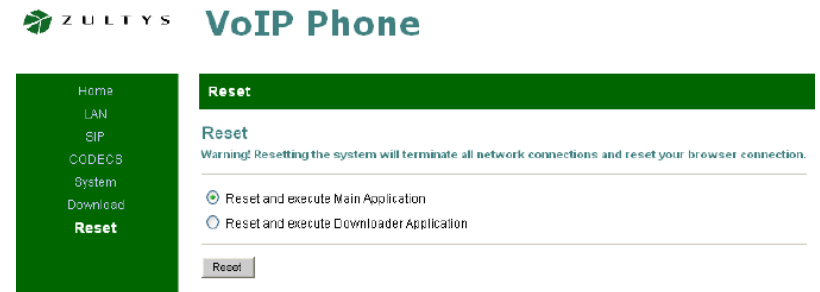 ZULTYS VoIP Phone
Home
LAN
SIP
CODECS
System
Download
Reset
Reset
Reset
Warning! Resetting the system will terminate all network connections and reset your browser connection.
Reset and execute Main Application
Reset and execute Downloader Application
Reset